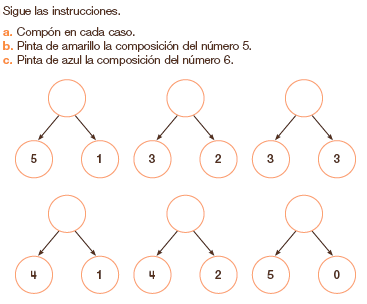 Sigue las instrucciones.
a. Compón en cada caso.
b. Pinta de amarillo la composición del número 5.
c. Pinta de azul la composición del número 6.
5 1 3 2 3 3
4 1 4 2 5 0